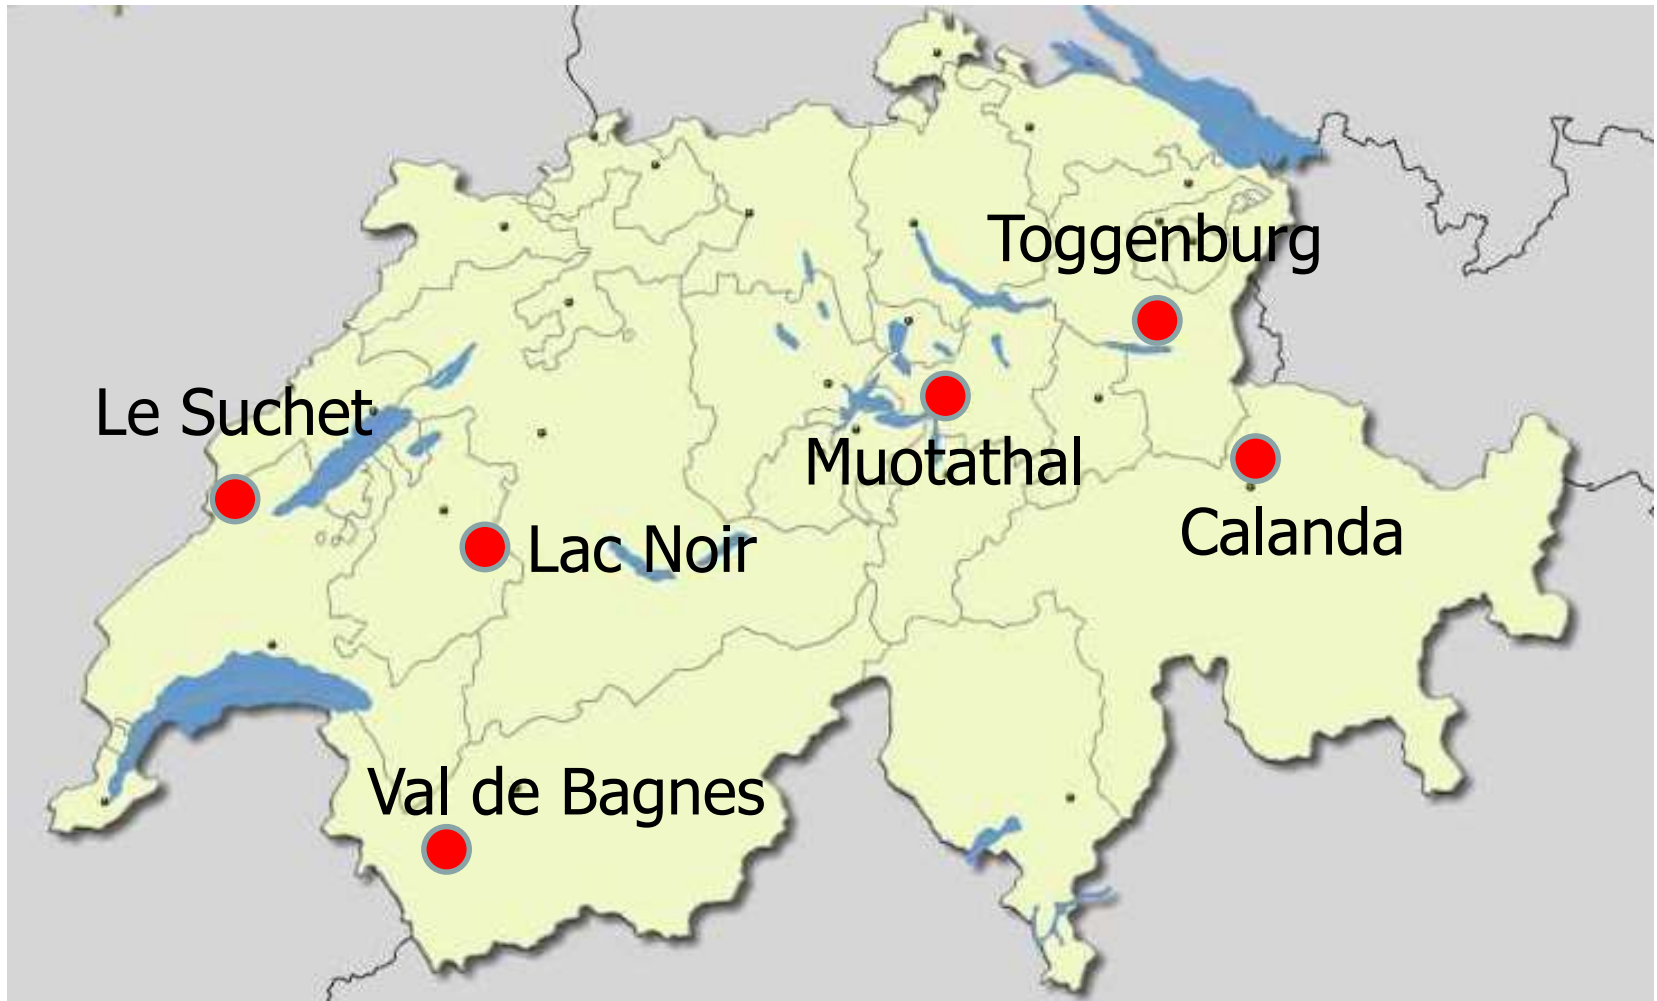 Toggenburg
Le Suchet
Muotathal
Calanda
Lac Noir
Val de Bagnes